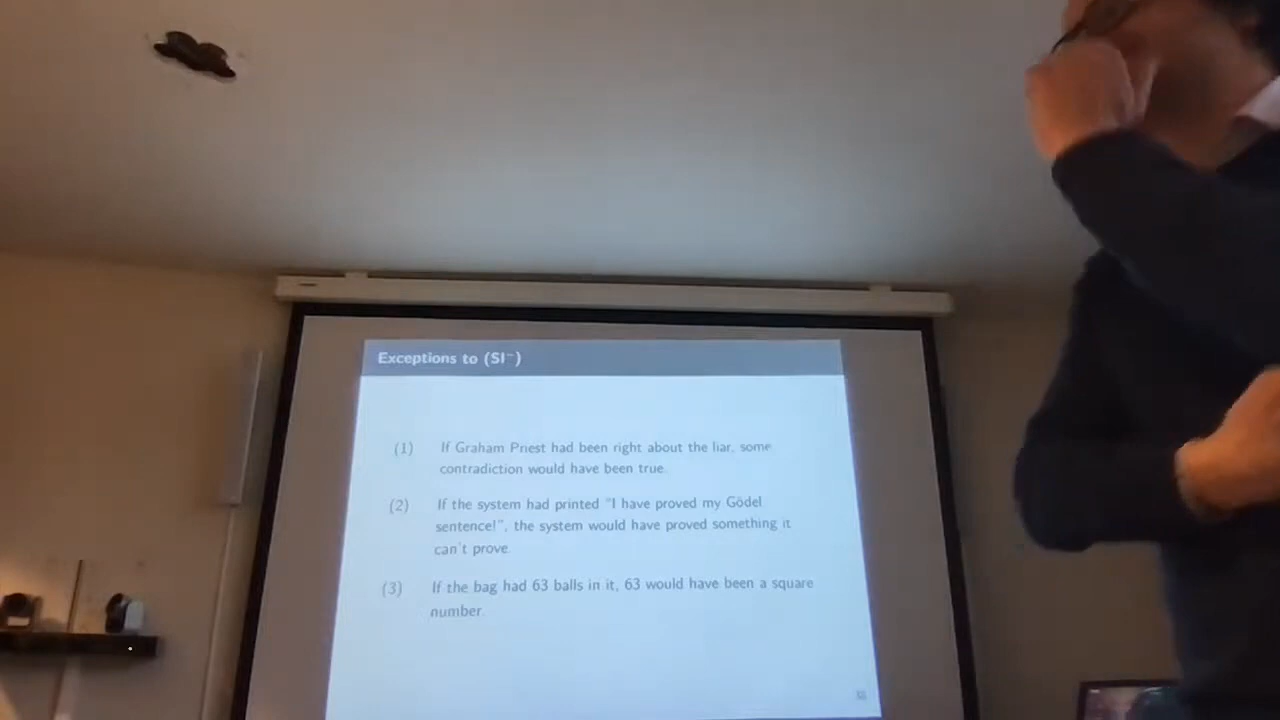 Exceptions to (SI⁻)
(1) If Graham Priest had been right about the liar, some
contradiction would have been true.
(2) If the system had printed "I have proved my Gödel
sentence!", the system would have proved something it
can't prove.
(3) If the bag had 63 balls in it, 63 would have been a square
number.